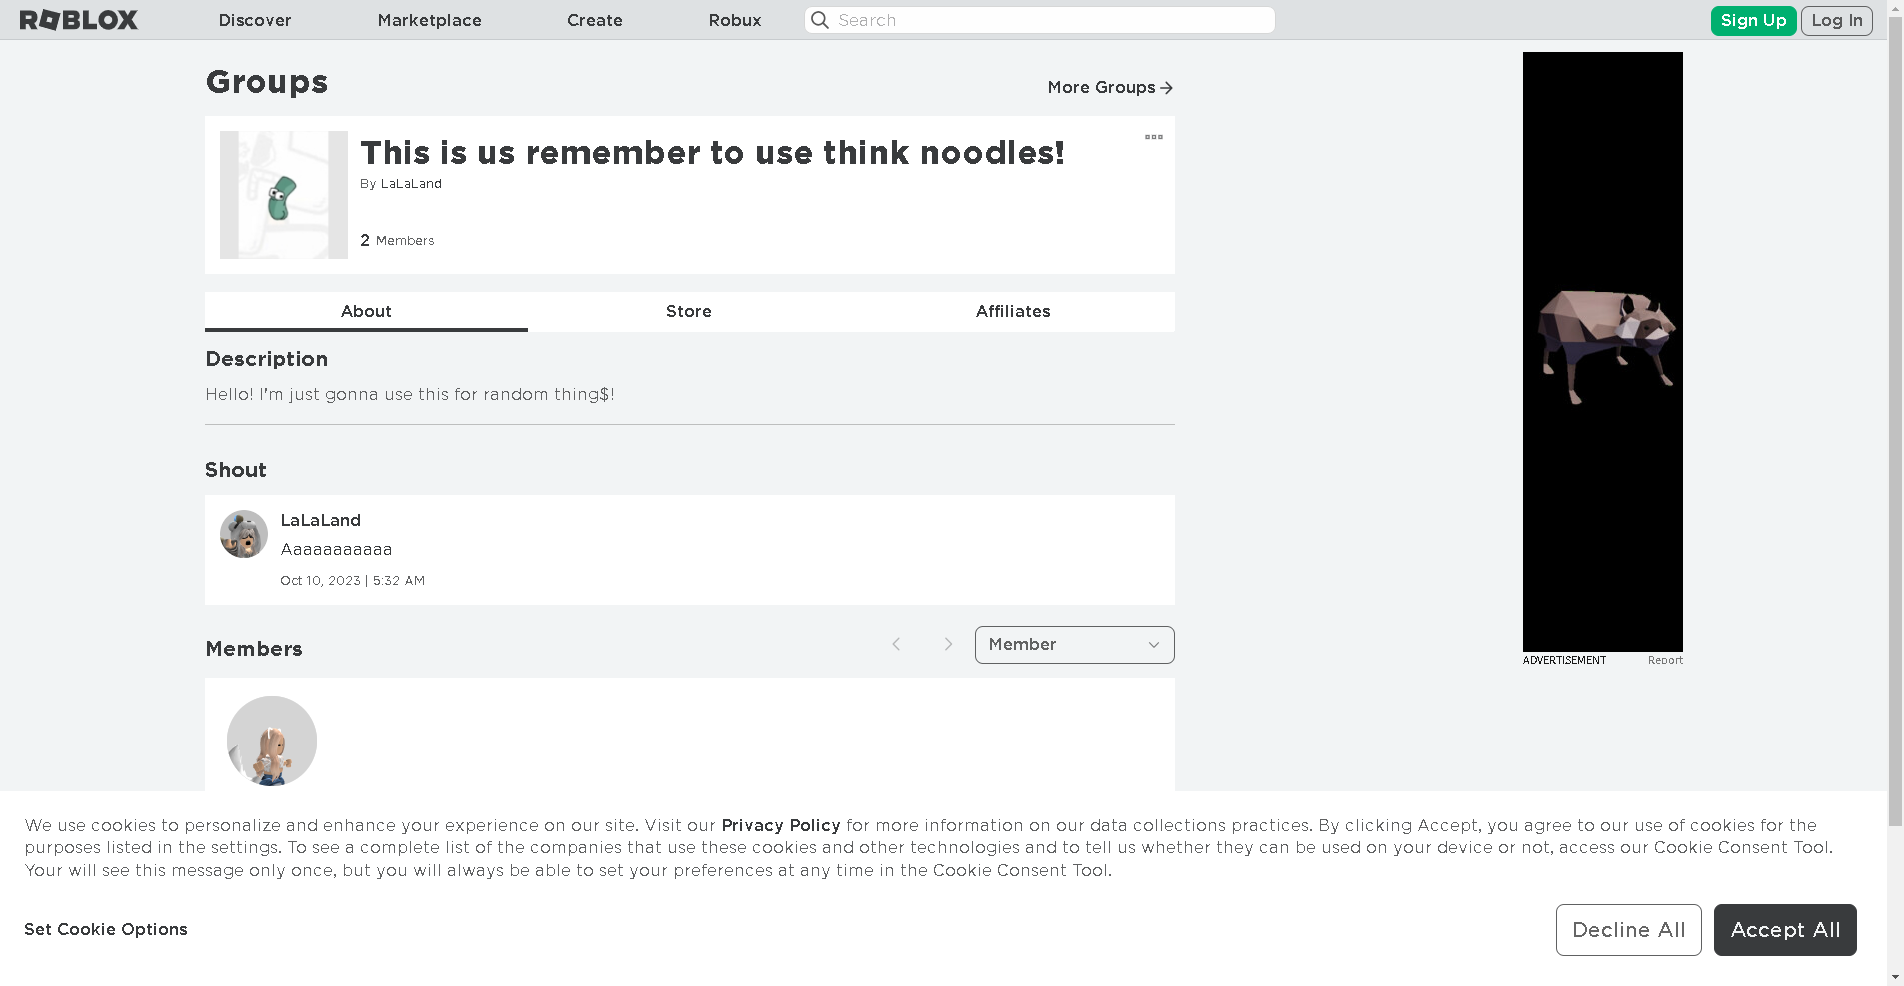 ROBLOX Discover Marketplace Create Robux Search Sign Up Log In
Groups
More Groups
This is us remember to use think noodles!
By LaLaLand
2 Members
About Store Affiliates
Description
Hello! I'm just gonna use this for random thing$!
Shout
LaLaLand
Aaaaaaaaaaa
Oct 10, 2023 | 5:32 AM
Members
Member
ADVERTISEMENT Report
We use cookies to personalize and enhance your experience on our site. Visit our Privacy Policy for more information on our data collections practices. By clicking Accept, you agree to our use of cookies for the
purposes listed in the settings. To see a complete list of the companies that use these cookies and other technologies and to tell us whether they can be used on your device or not, access our Cookie Consent Tool.
Your will see this message only once, but you will always be able to set your preferences at any time in the Cookie Consent Tool.
Set Cookie Options
Decline All
Accept All